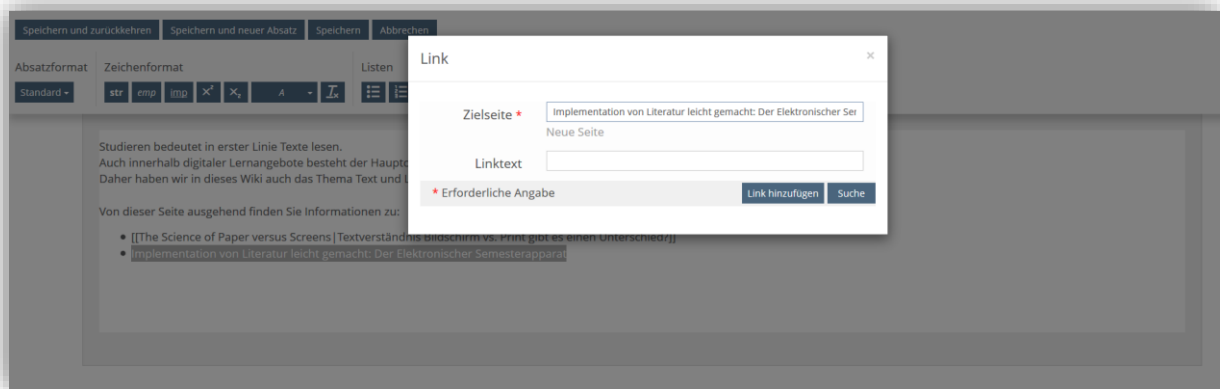 Speichern und zurückkehren Speichern und neuer Absatz Speichern Abbrechen
Absatzformat Zeichenformat Listen
Standard str emp imp X² X₂ A Tx
Link ×
Zielseite * Implementation von Literatur leicht gemacht: Der Elektronischer Ser
Neue Seite
Linktext
* Erforderliche Angabe Link hinzufügen Suche
Studieren bedeutet in erster Linie Texte lesen.
Auch innerhalb digitaler Lernangebote besteht der
Daher haben wir in dieses Wiki auch das Thema Text und
Von dieser Seite ausgehend finden Sie Informationen zu:
• [[The Science of Paper versus Screens|Textverständnis Bildschirm vs. Print gibt es einen Unterschied?]]
• Implementation von Literatur leicht gemacht: Der Elektronischer Semesterapparat